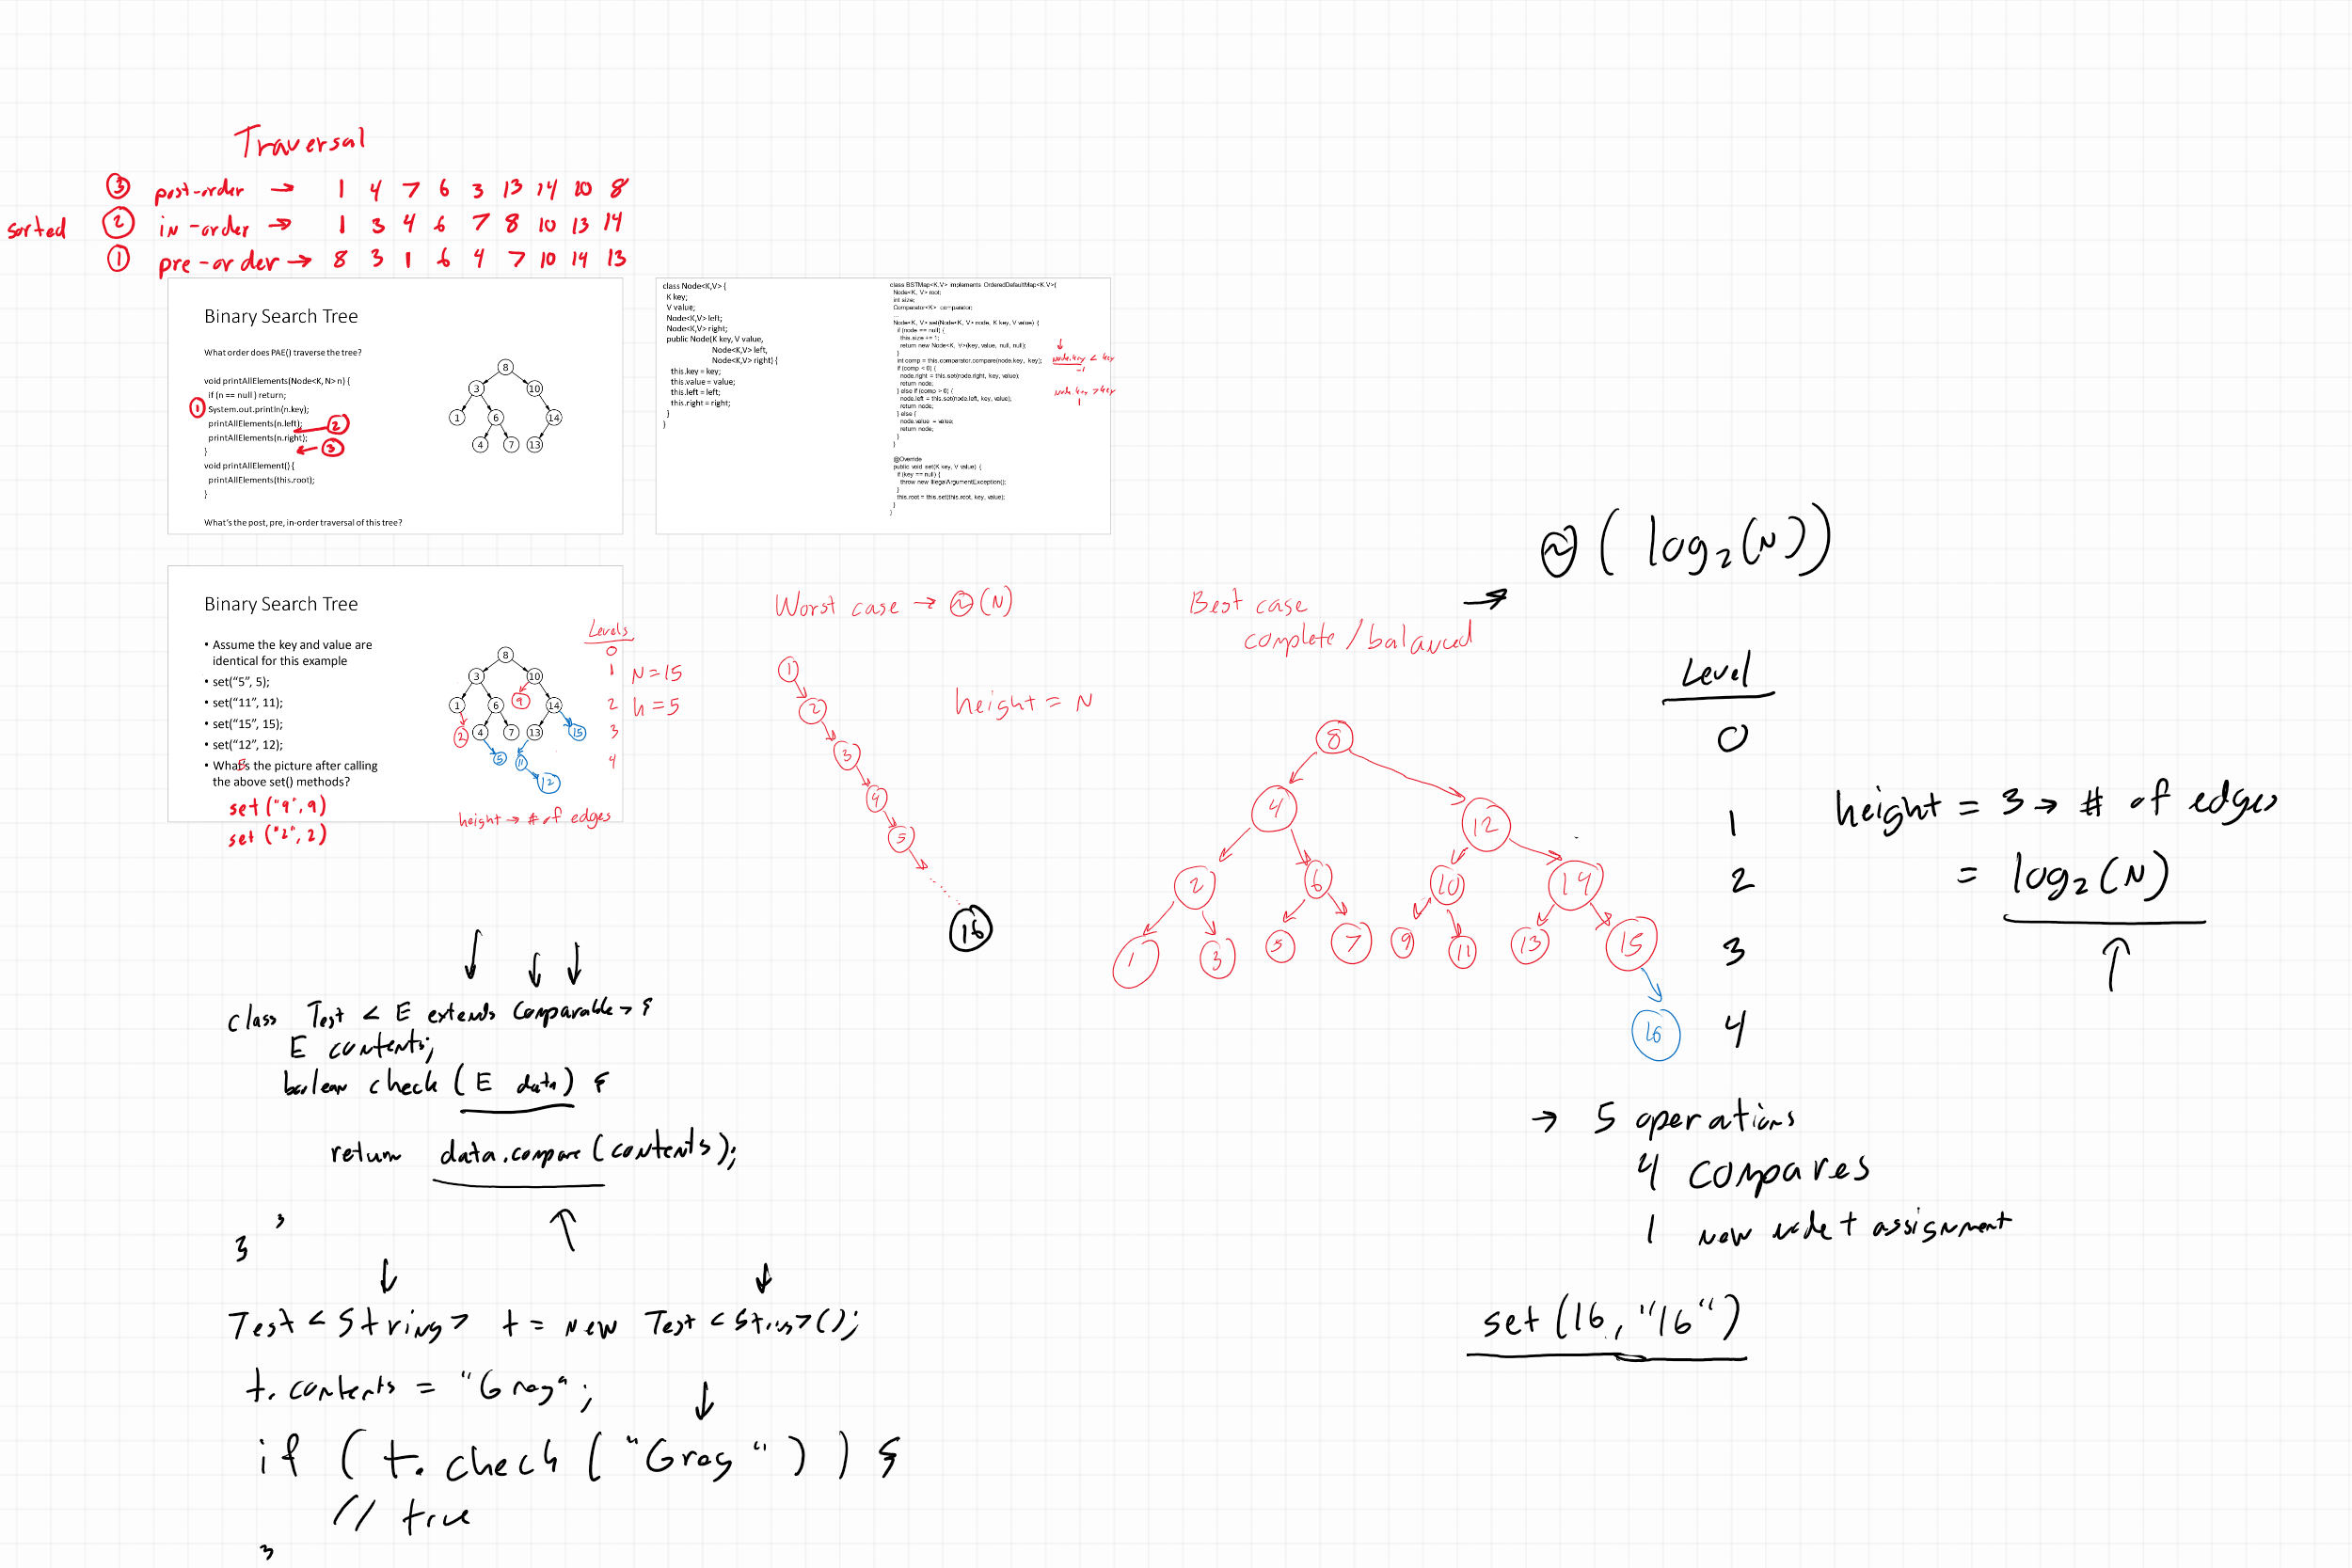 Traversal
③ post-order → 1 4 7 6 3 13 14 10 8
sorted ② in-order → 1 3 4 6 7 8 10 13 14
① pre-order → 8 3 1 6 4 7 10 14 13
Binary Search Tree
What order does PAE() traverse the tree?
void printAllElements(Node<K, N> n) {
if (n == null ) return;
① System.out.println(n.key);
printAllElements(n.left); ②
printAllElements(n.right);
} ← ③
void printAllElement() {
printAllElements(this.root);
}
What's the post, pre, in-order traversal of this tree?
8
3 10
1 6 14
4 7 13
class Node<K,V> {
K key;
V value;
Node<K,V> left;
Node<K,V> right;
public Node(K key, V value,
Node<K,V> left,
Node<K,V> right) {
this.key = key;
this.value = value;
this.left = left;
this.right = right;
}
}
class BSTMap<K,V> implements OrderedDefaultMap<K,V>{
Node<K, V> root;
int size;
Comparator<K> comparator;
...
Node<K, V> set(Node<K, V> node, K key, V value) {
if (node == null) {
this.size += 1;
return new Node<K, V>(key, value, null, null);
}
int comp = this.comparator.compare(node.key, key);
if (comp < 0) {
node.right = this.set(node.right, key, value);
return node;
} else if (comp > 0) {
node.left = this.set(node.left, key, value);
return node;
} else {
node.value = value;
return node;
}
}
@Override
public void set(K key, V value) {
if (key == null) {
throw new IllegalArgumentException();
}
this.root = this.set(this.root, key, value);
}
}
↓
node.key < key
-1
node.key > key
1
Binary Search Tree
• Assume the key and value are
identical for this example
• set("5", 5);
• set("11", 11);
• set("15", 15);
• set("12", 12);
• What's the picture after calling
the above set() methods?
set("9", 9)
set("2", 2)
8
3 10
1 6 9 14
2 4 7 13 15
5 11
12
Levels
0
1 N=15
2 h=5
3
4
height → # of edges
Worst case → Θ(N)
height = N
1
2
3
4
5
16
Best case
complete/balanced → Θ(log₂(N))
8
4 12
2 6 10 14
1 3 5 7 9 11 13 15
16
Level
0
1
2
3
4
height = 3 → # of edges
= log₂(N)
↑
→ 5 operations
4 compares
1 new node + assignment
set(16, "16")
class Test < E extends Comparable > {
E contents;
boolean check (E data) {
return data.compare(contents);
}
}
Test <String> t = new Test <String>();
t.contents = "Greg";
if (t.check("Greg")) {
// true
}